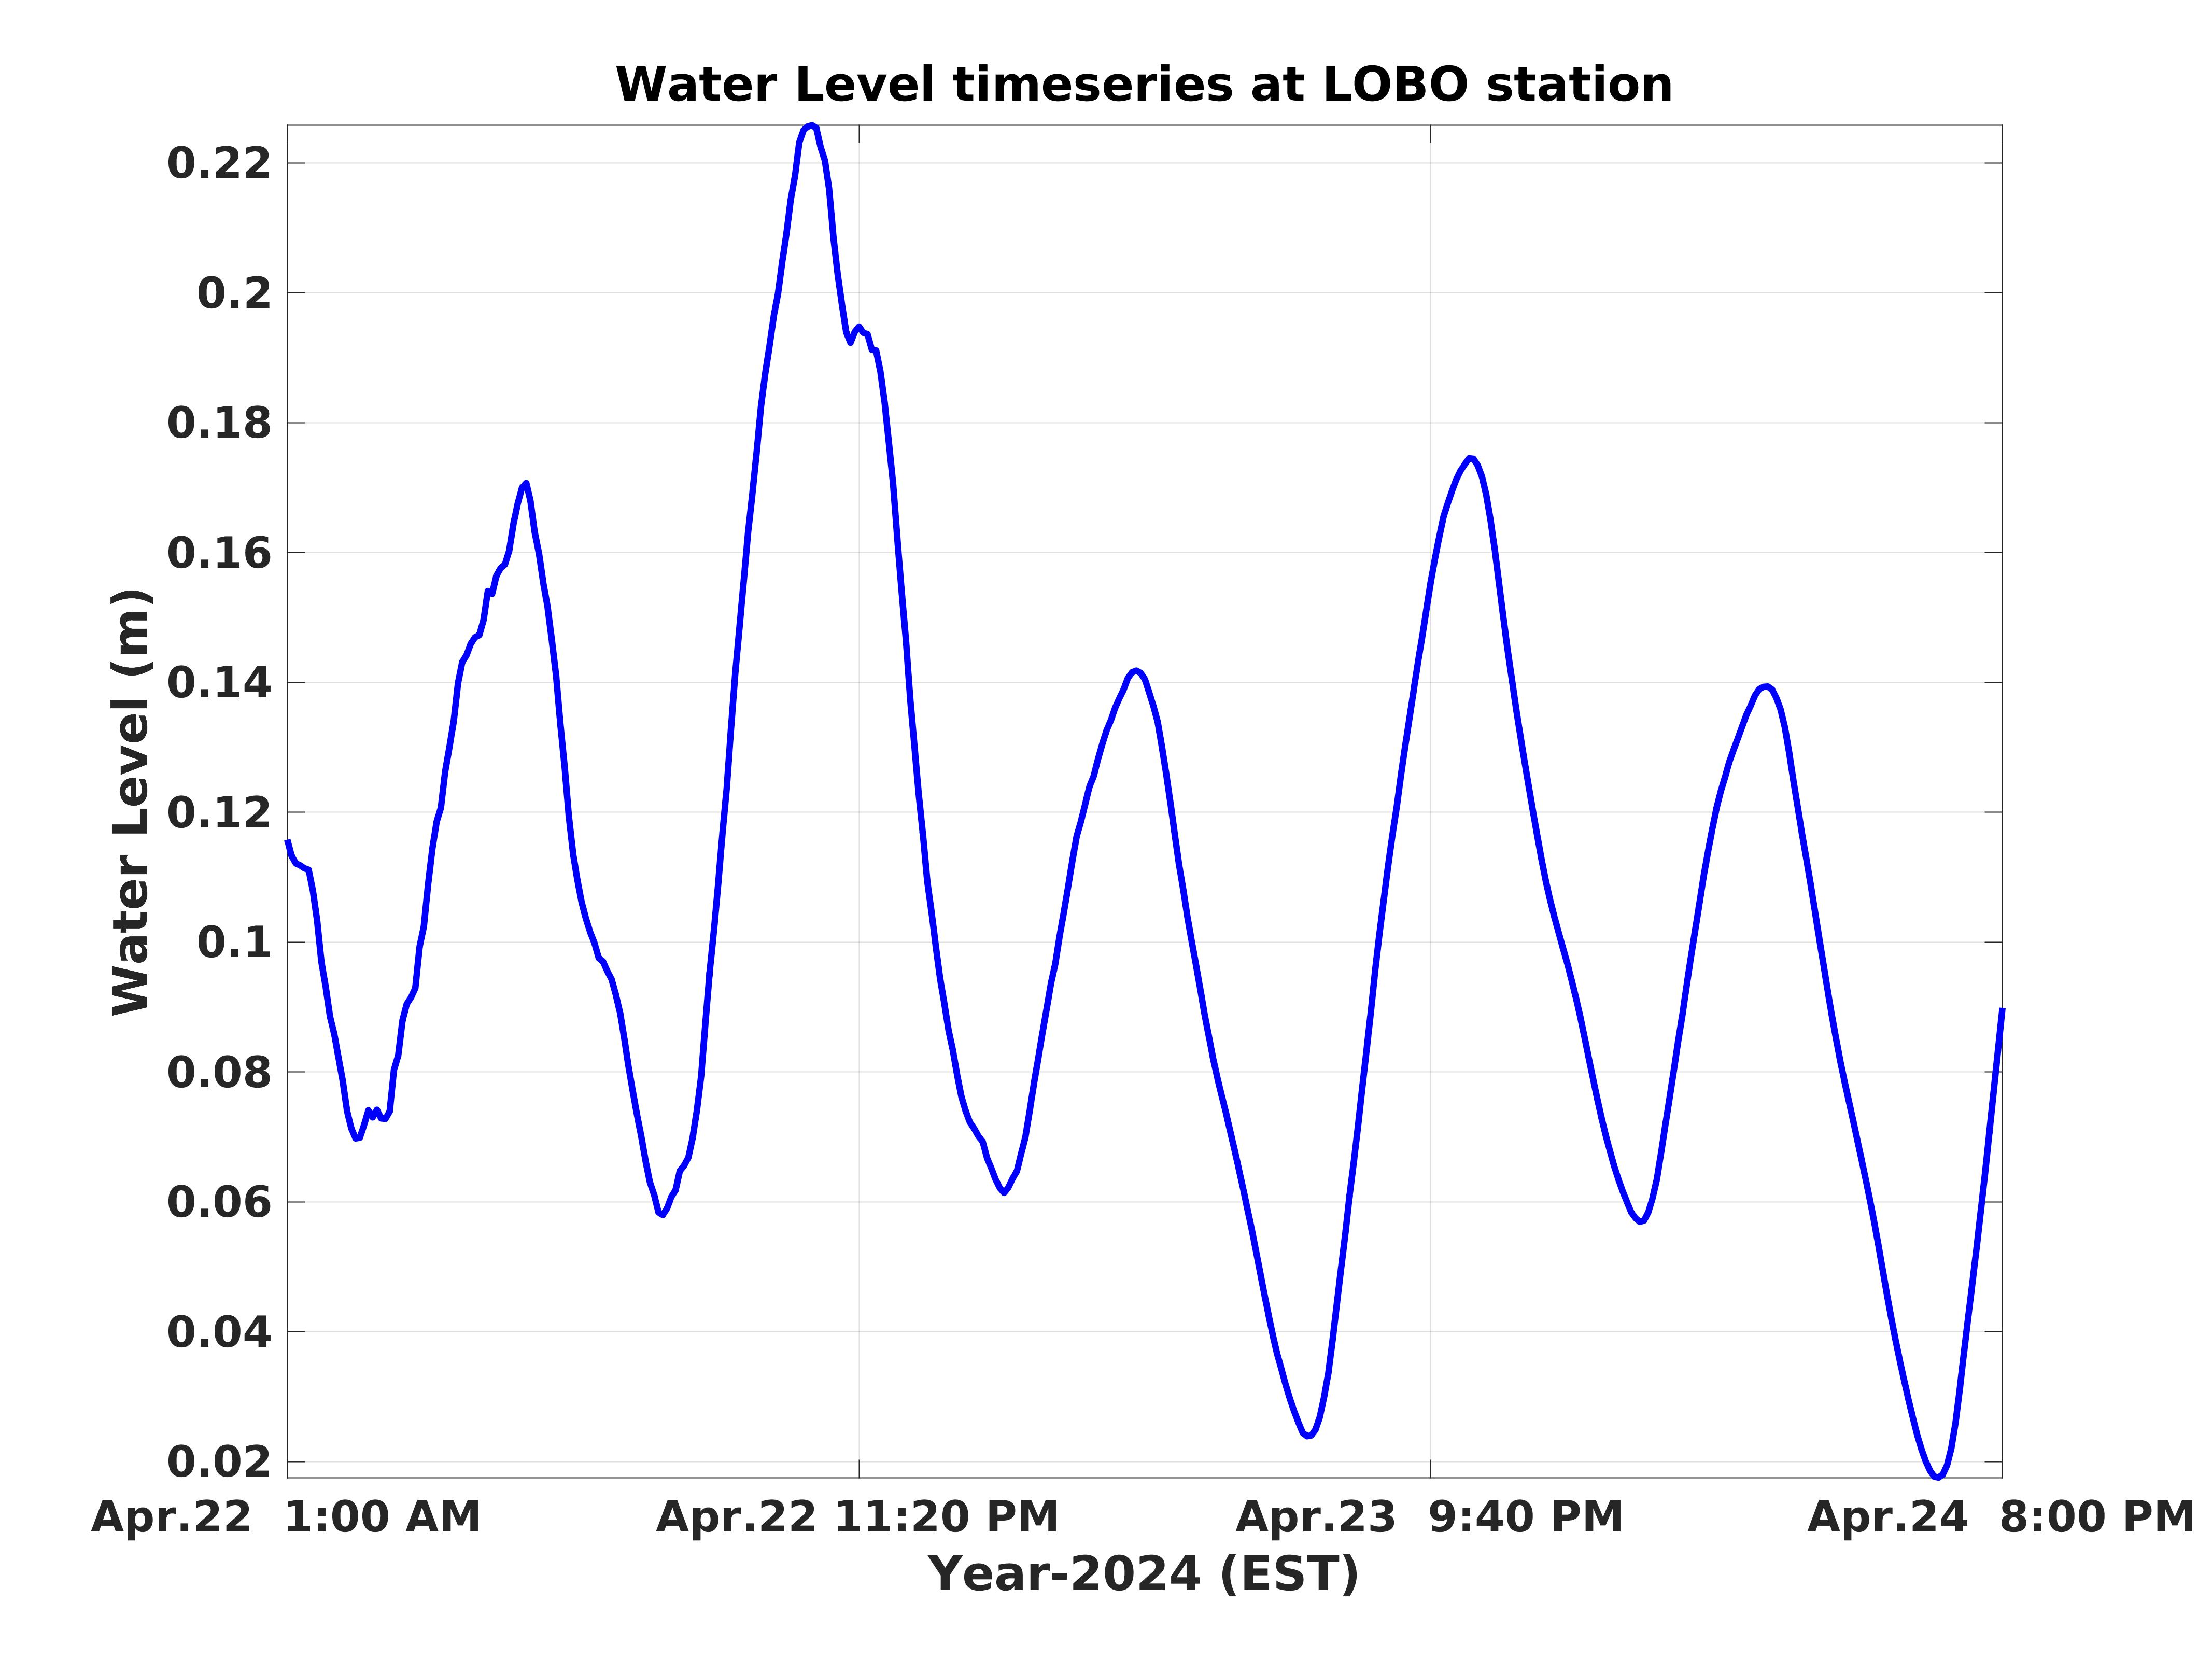 Water Level timeseries at LOBO station
Water Level (m)
0.22
0.2
0.18
0.16
0.14
0.12
0.1
0.08
0.06
0.04
0.02
Apr.22  1:00 AM
Apr.22 11:20 PM
Apr.23  9:40 PM
Apr.24  8:00 PM
Year-2024 (EST)